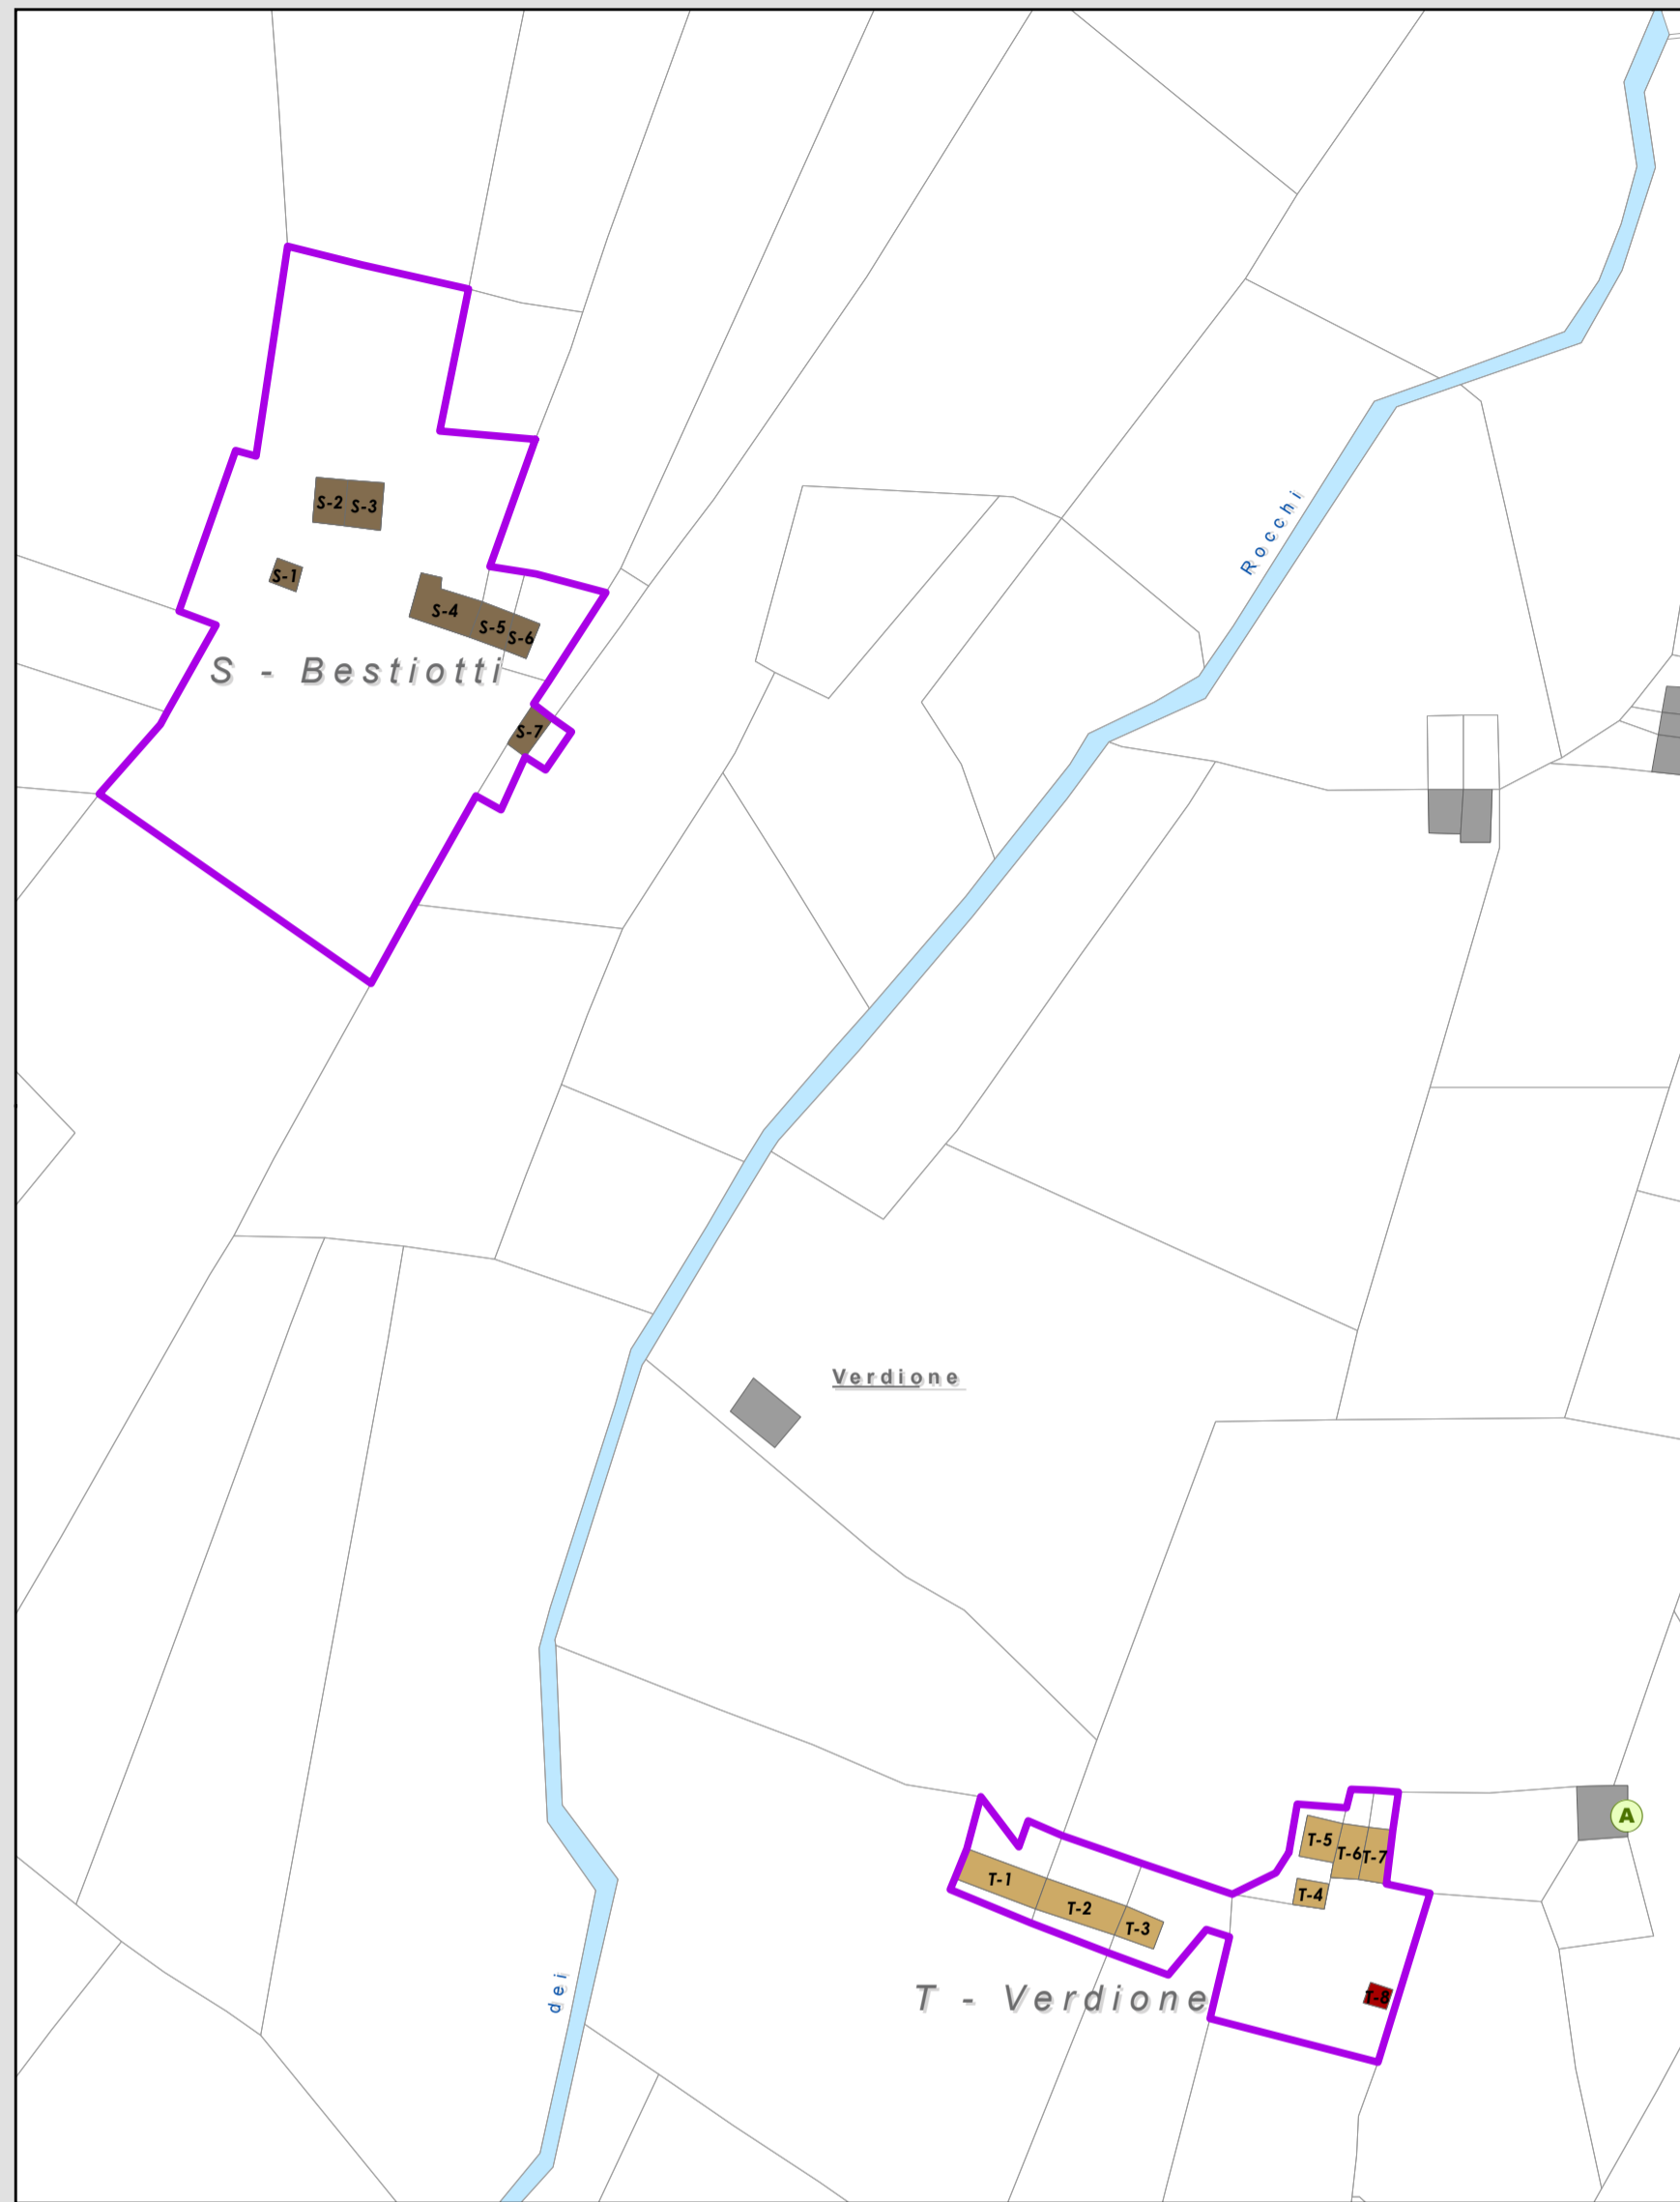 Rocchi
S-2
S-3
S-1
S-4
S-5
S-6
S - Bestiotti
S-7
Verdione
A
T-5
T-6
T-7
T-1
T-4
T-2
T-3
dei
T - Verdione
T-8